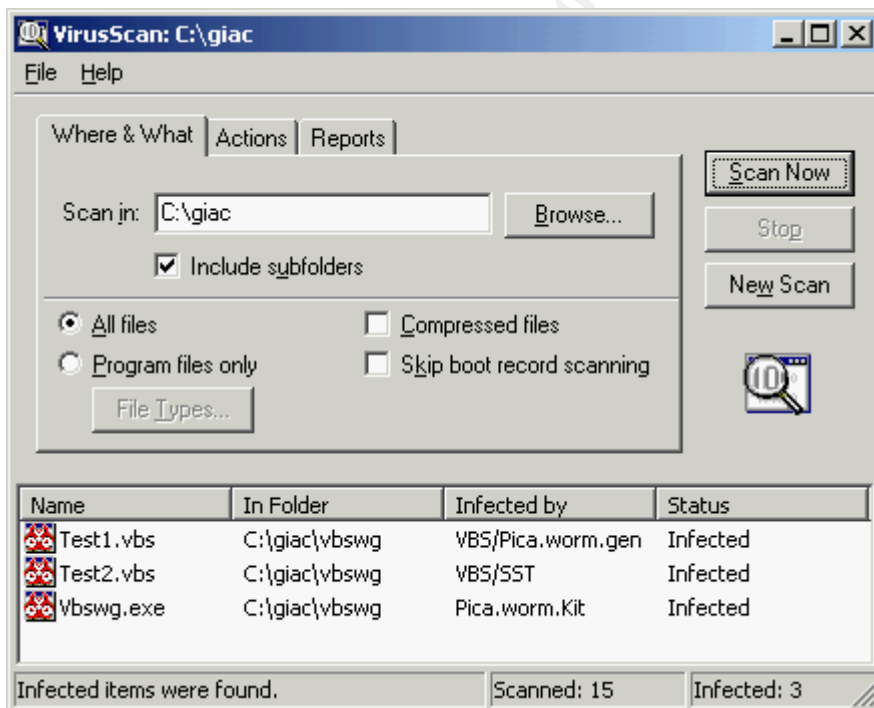 VirusScan: C:\giac
File Help
Where & What Actions Reports
Scan in: C:\giac Browse...
Include subfolders
All files Compressed files
Program files only Skip boot record scanning
File Types...
Scan Now
Stop
New Scan
Name In Folder Infected by Status
Test1.vbs C:\giac\vbswg VBS/Pica.worm.gen Infected
Test2.vbs C:\giac\vbswg VBS/SST Infected
Vbswg.exe C:\giac\vbswg Pica.worm.Kit Infected
Infected items were found. Scanned: 15 Infected: 3